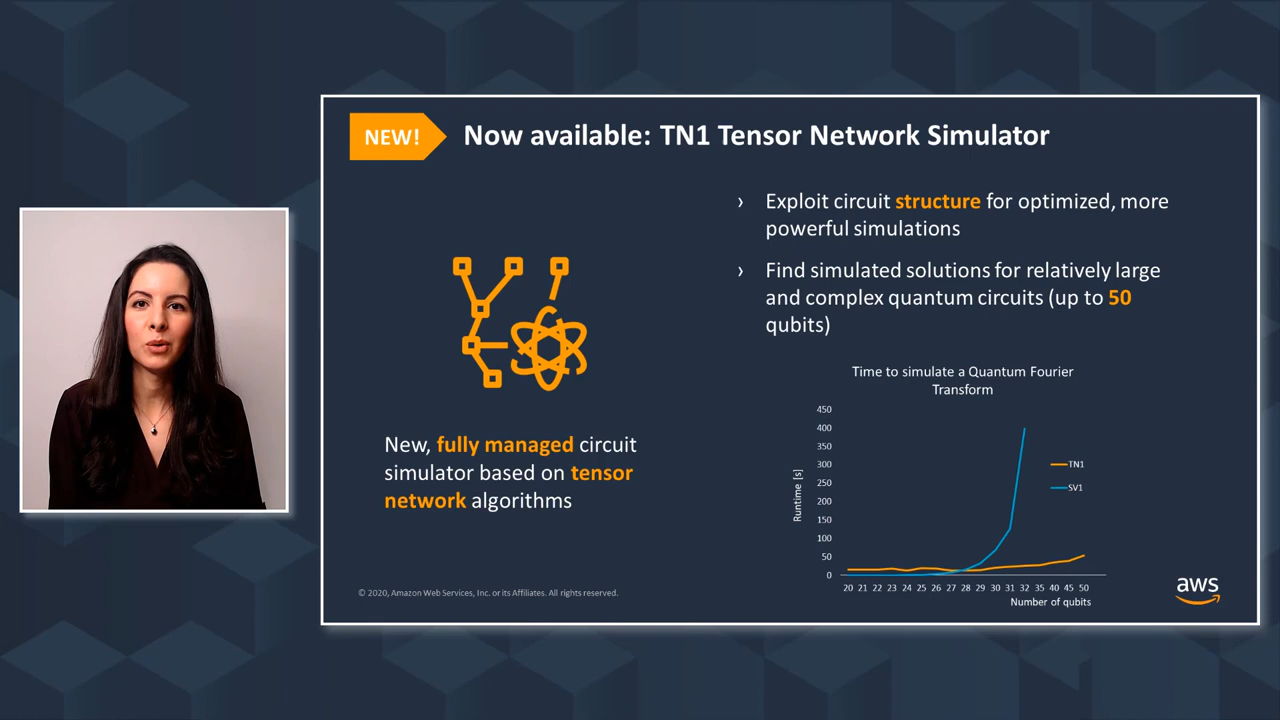 NEW!
Now available: TN1 Tensor Network Simulator
New, fully managed circuit
simulator based on tensor
network algorithms
› Exploit circuit structure for optimized, more
powerful simulations
› Find simulated solutions for relatively large
and complex quantum circuits (up to 50
qubits)
Time to simulate a Quantum Fourier
Transform
Runtime [s]
450
400
350
300
250
200
150
100
50
0
TN1
SV1
20 21 22 23 24 25 26 27 28 29 30 31 32 35 40 45 50
Number of qubits
© 2020, Amazon Web Services, Inc. or its Affiliates. All rights reserved.
aws